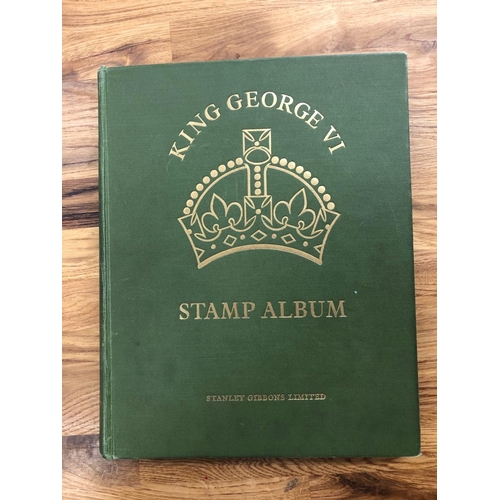 KING GEORGE VI
STAMP ALBUM
STANLEY GIBBONS LIMITED